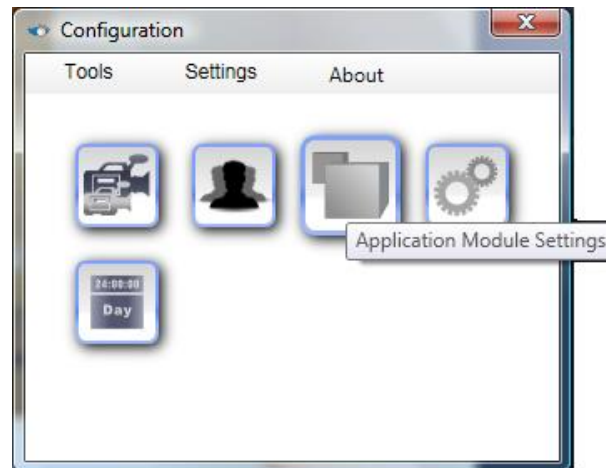 Configuration
Tools Settings About
Application Module Settings
24:00:00
Day